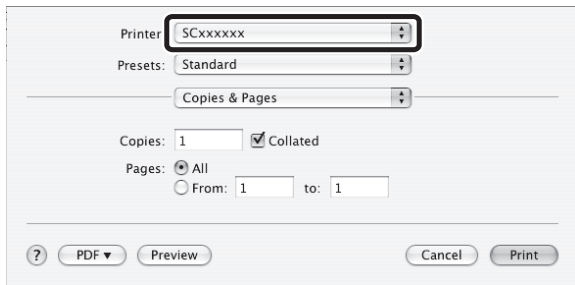 Printer SCxxxxxx
Presets: Standard
Copies & Pages
Copies: 1 Collated
Pages: All
From: 1 to: 1
? PDF▼ Preview Cancel Print